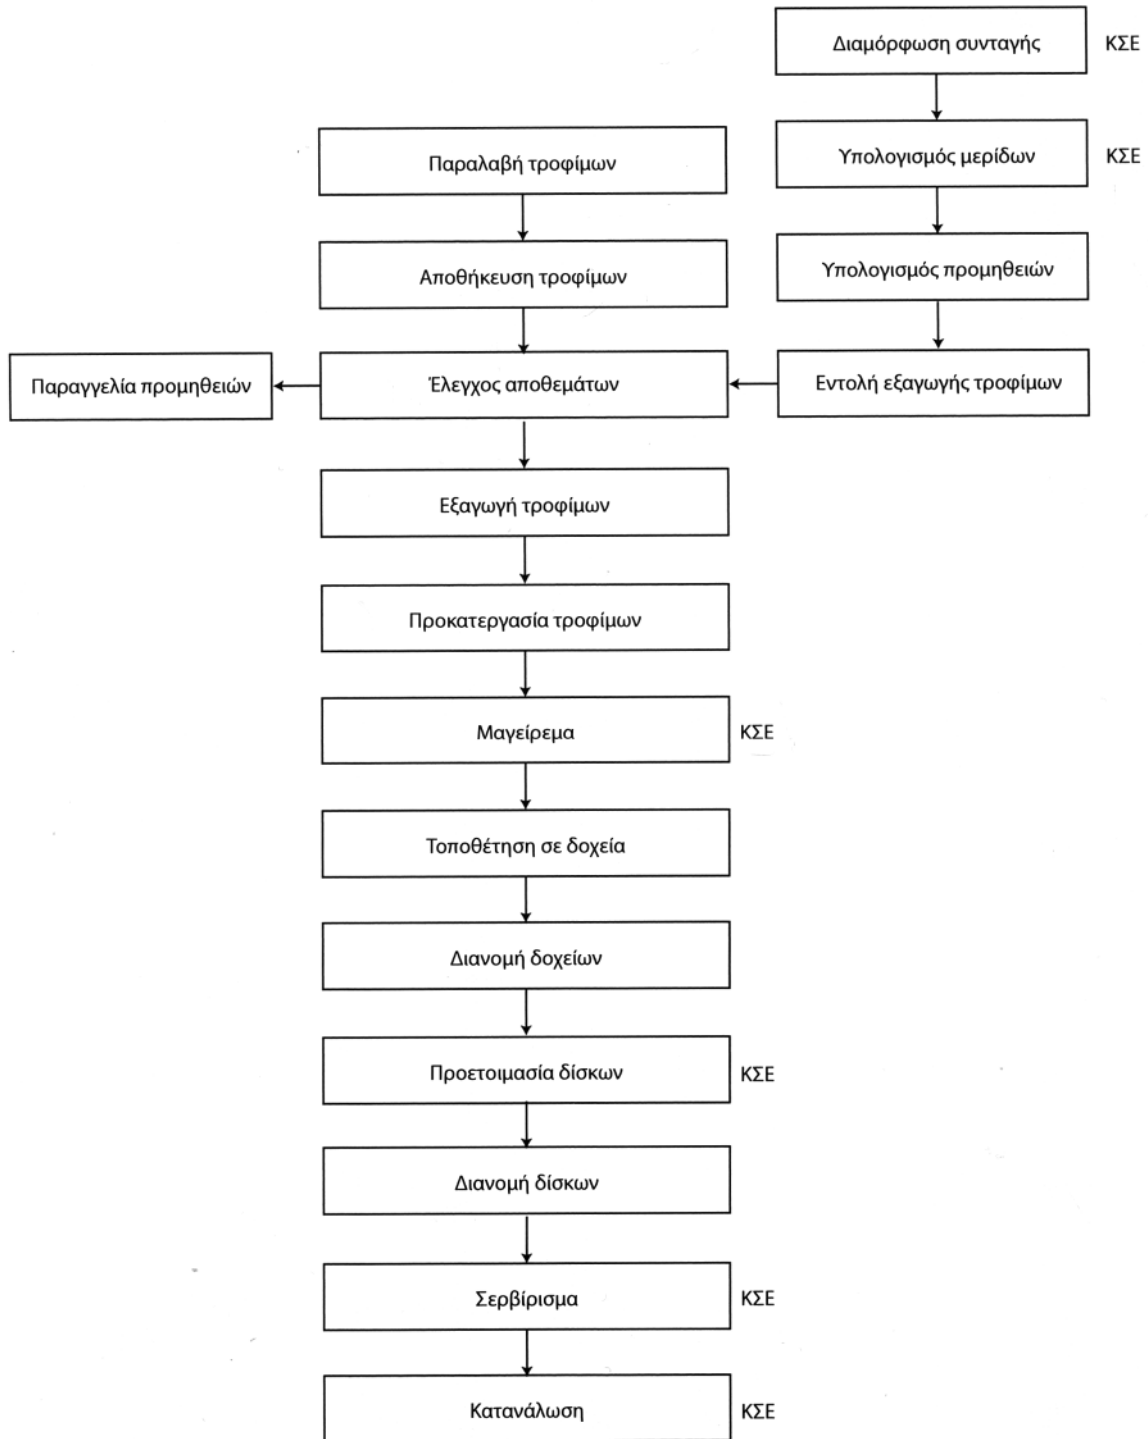 Διαμόρφωση συνταγής ΚΣΕ
Παραλαβή τροφίμων
Υπολογισμός μερίδων ΚΣΕ
Αποθήκευση τροφίμων
Υπολογισμός προμηθειών
Παραγγελία προμηθειών
Έλεγχος αποθεμάτων
Εντολή εξαγωγής τροφίμων
Εξαγωγή τροφίμων
Προκατεργασία τροφίμων
Μαγείρεμα ΚΣΕ
Τοποθέτηση σε δοχεία
Διανομή δοχείων
Προετοιμασία δίσκων ΚΣΕ
Διανομή δίσκων
Σερβίρισμα ΚΣΕ
Κατανάλωση ΚΣΕ